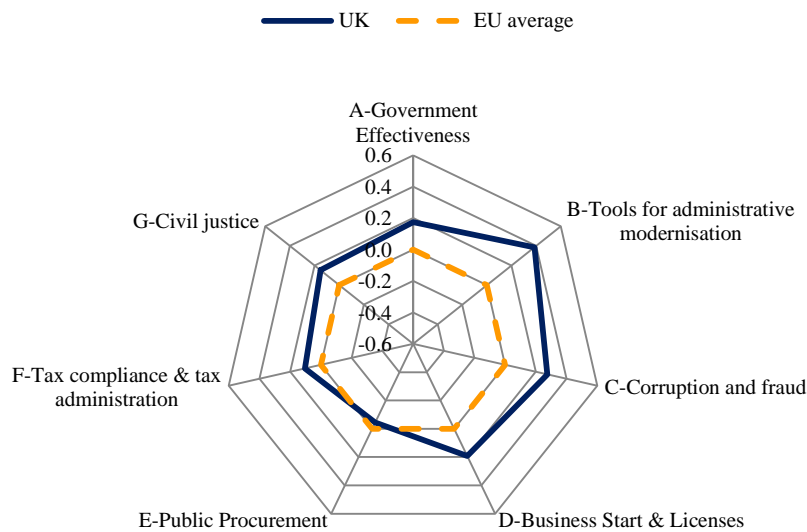 UK EU average
A-Government
Effectiveness
0.6
0.4
0.2
0.0
-0.2
-0.4
-0.6
B-Tools for administrative
modernisation
C-Corruption and fraud
D-Business Start & Licenses
E-Public Procurement
F-Tax compliance & tax
administration
G-Civil justice